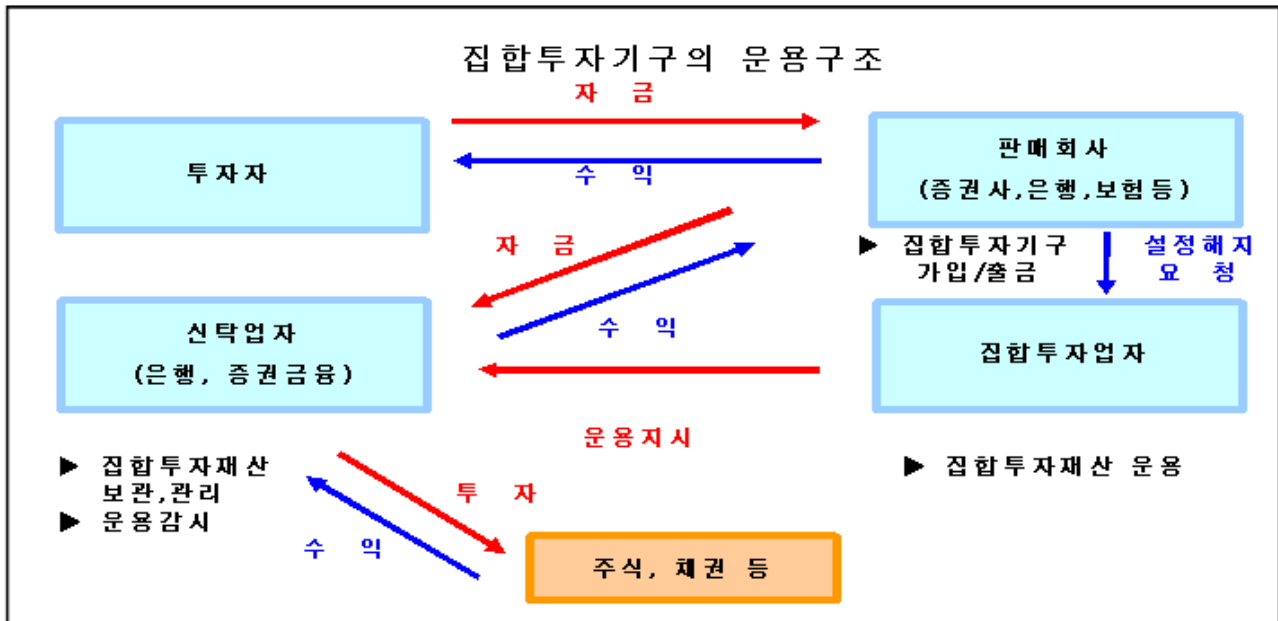 집합투자기구의 운용구조
자 금
투자자
수 익
판매회사
(증권사,은행,보험등)
자 금
▶ 집합투자기구
가입/출금
설정해지
요 청
수 익
신탁업자
(은행, 증권금융)
집합투자업자
운용지시
▶ 집합투자재산
보관,관리
▶ 운용감시
▶ 집합투자재산 운용
투 자
수 익
주식, 채권 등